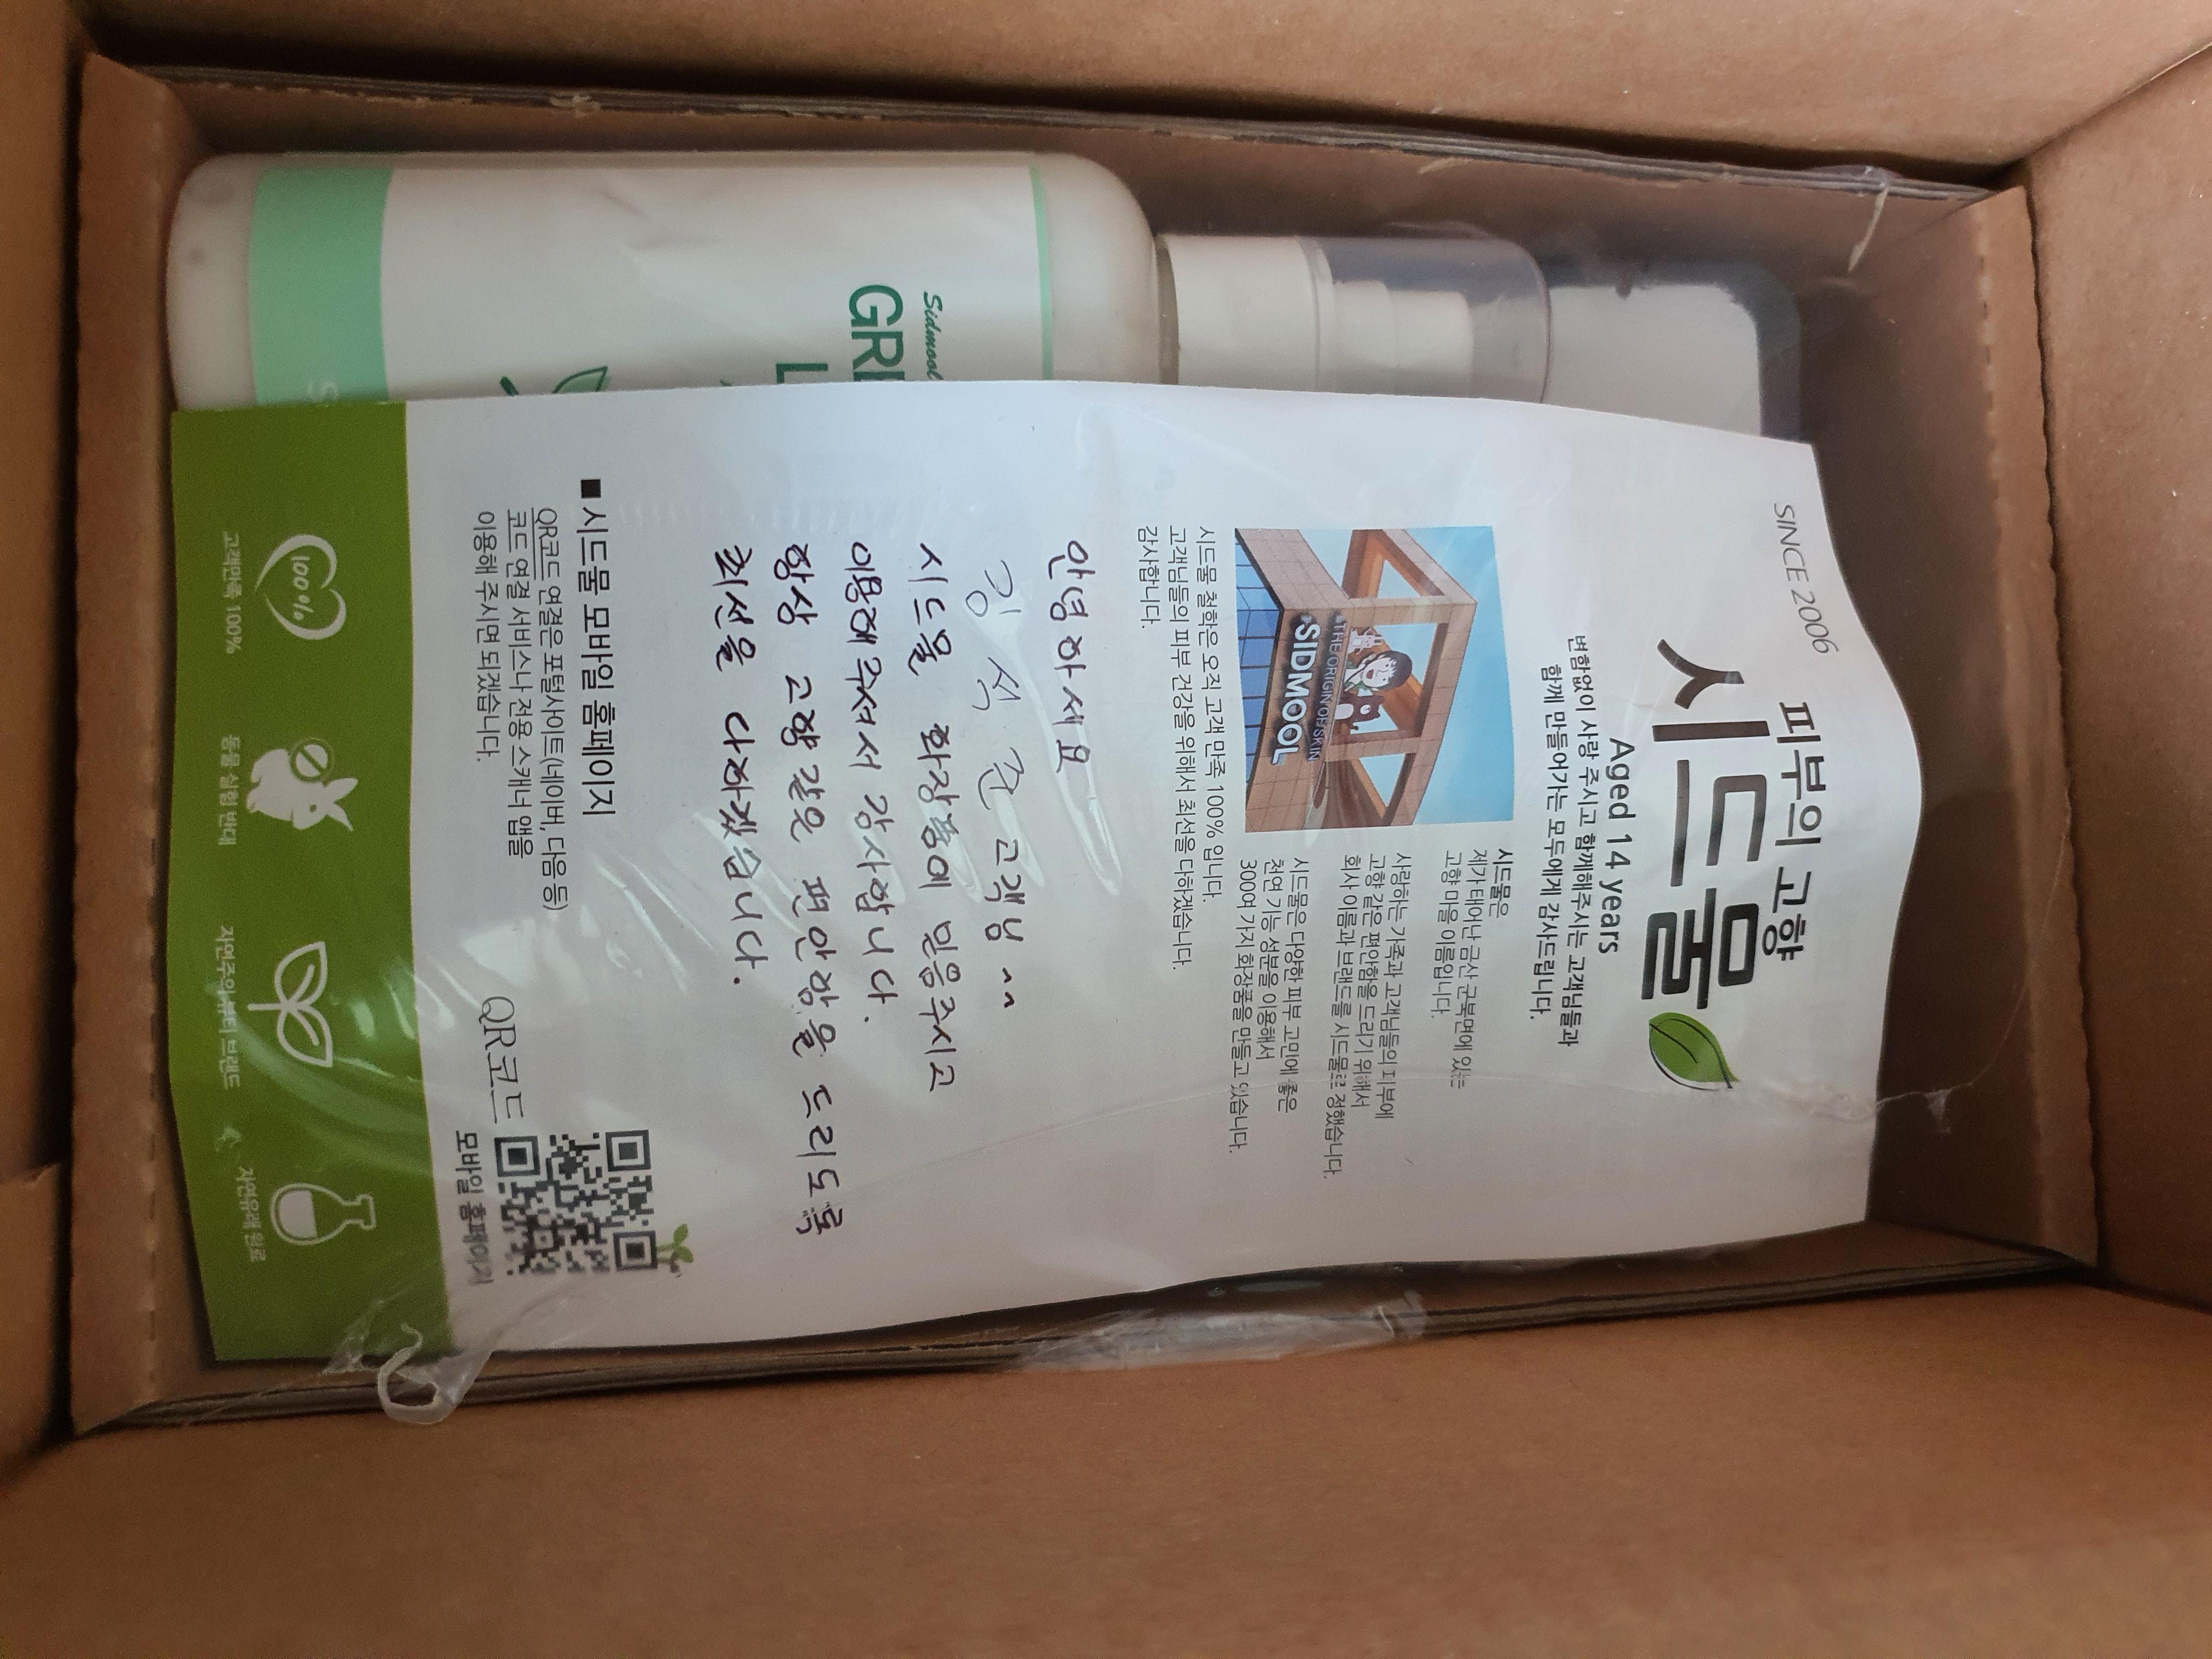 Sidmool
SINCE 2006
피부의 고향
시드물
Aged 14 years
변함없이 사랑 주시고 함께해주시는 고객님들과
함께 만들어가는 모두에게 감사드립니다.
THE ORIGIN OF SKIN
SIDMOOL
시드물은
제가 태어난 금산 군북면에 있는
고향 마을 이름입니다.
사랑하는 가족과 고객님들의 피부에
고향 같은 편안함을 드리기 위해서
회사 이름과 브랜드를 시드물로 정했습니다.
시드물은 다양한 피부 고민에 좋은
천연 기능 성분을 이용해서
300여 가지 화장품을 만들고 있습니다.
시드물 철학은 오직 고객 만족 100% 입니다.
고객님들의 피부 건강을 위해서 최선을 다하겠습니다.
감사합니다.
안녕하세요
고객님 ^^
시드물 화장품에 믿음주시고
이용해주셔서 감사합니다.
항상 고향같은 편안함을 드리도록
최선을 다하겠습니다.
■ 시드물 모바일 홈페이지
QR코드 연결은 포털사이트(네이버, 다음 등)
코드 연결 서비스나 전용 스캐너 앱을
이용해 주시면 되겠습니다.
QR코드
모바일 홈페이지
100%
고객만족 100%
동물 실험 반대
자연주의 뷰티 브랜드
자연유래 원료